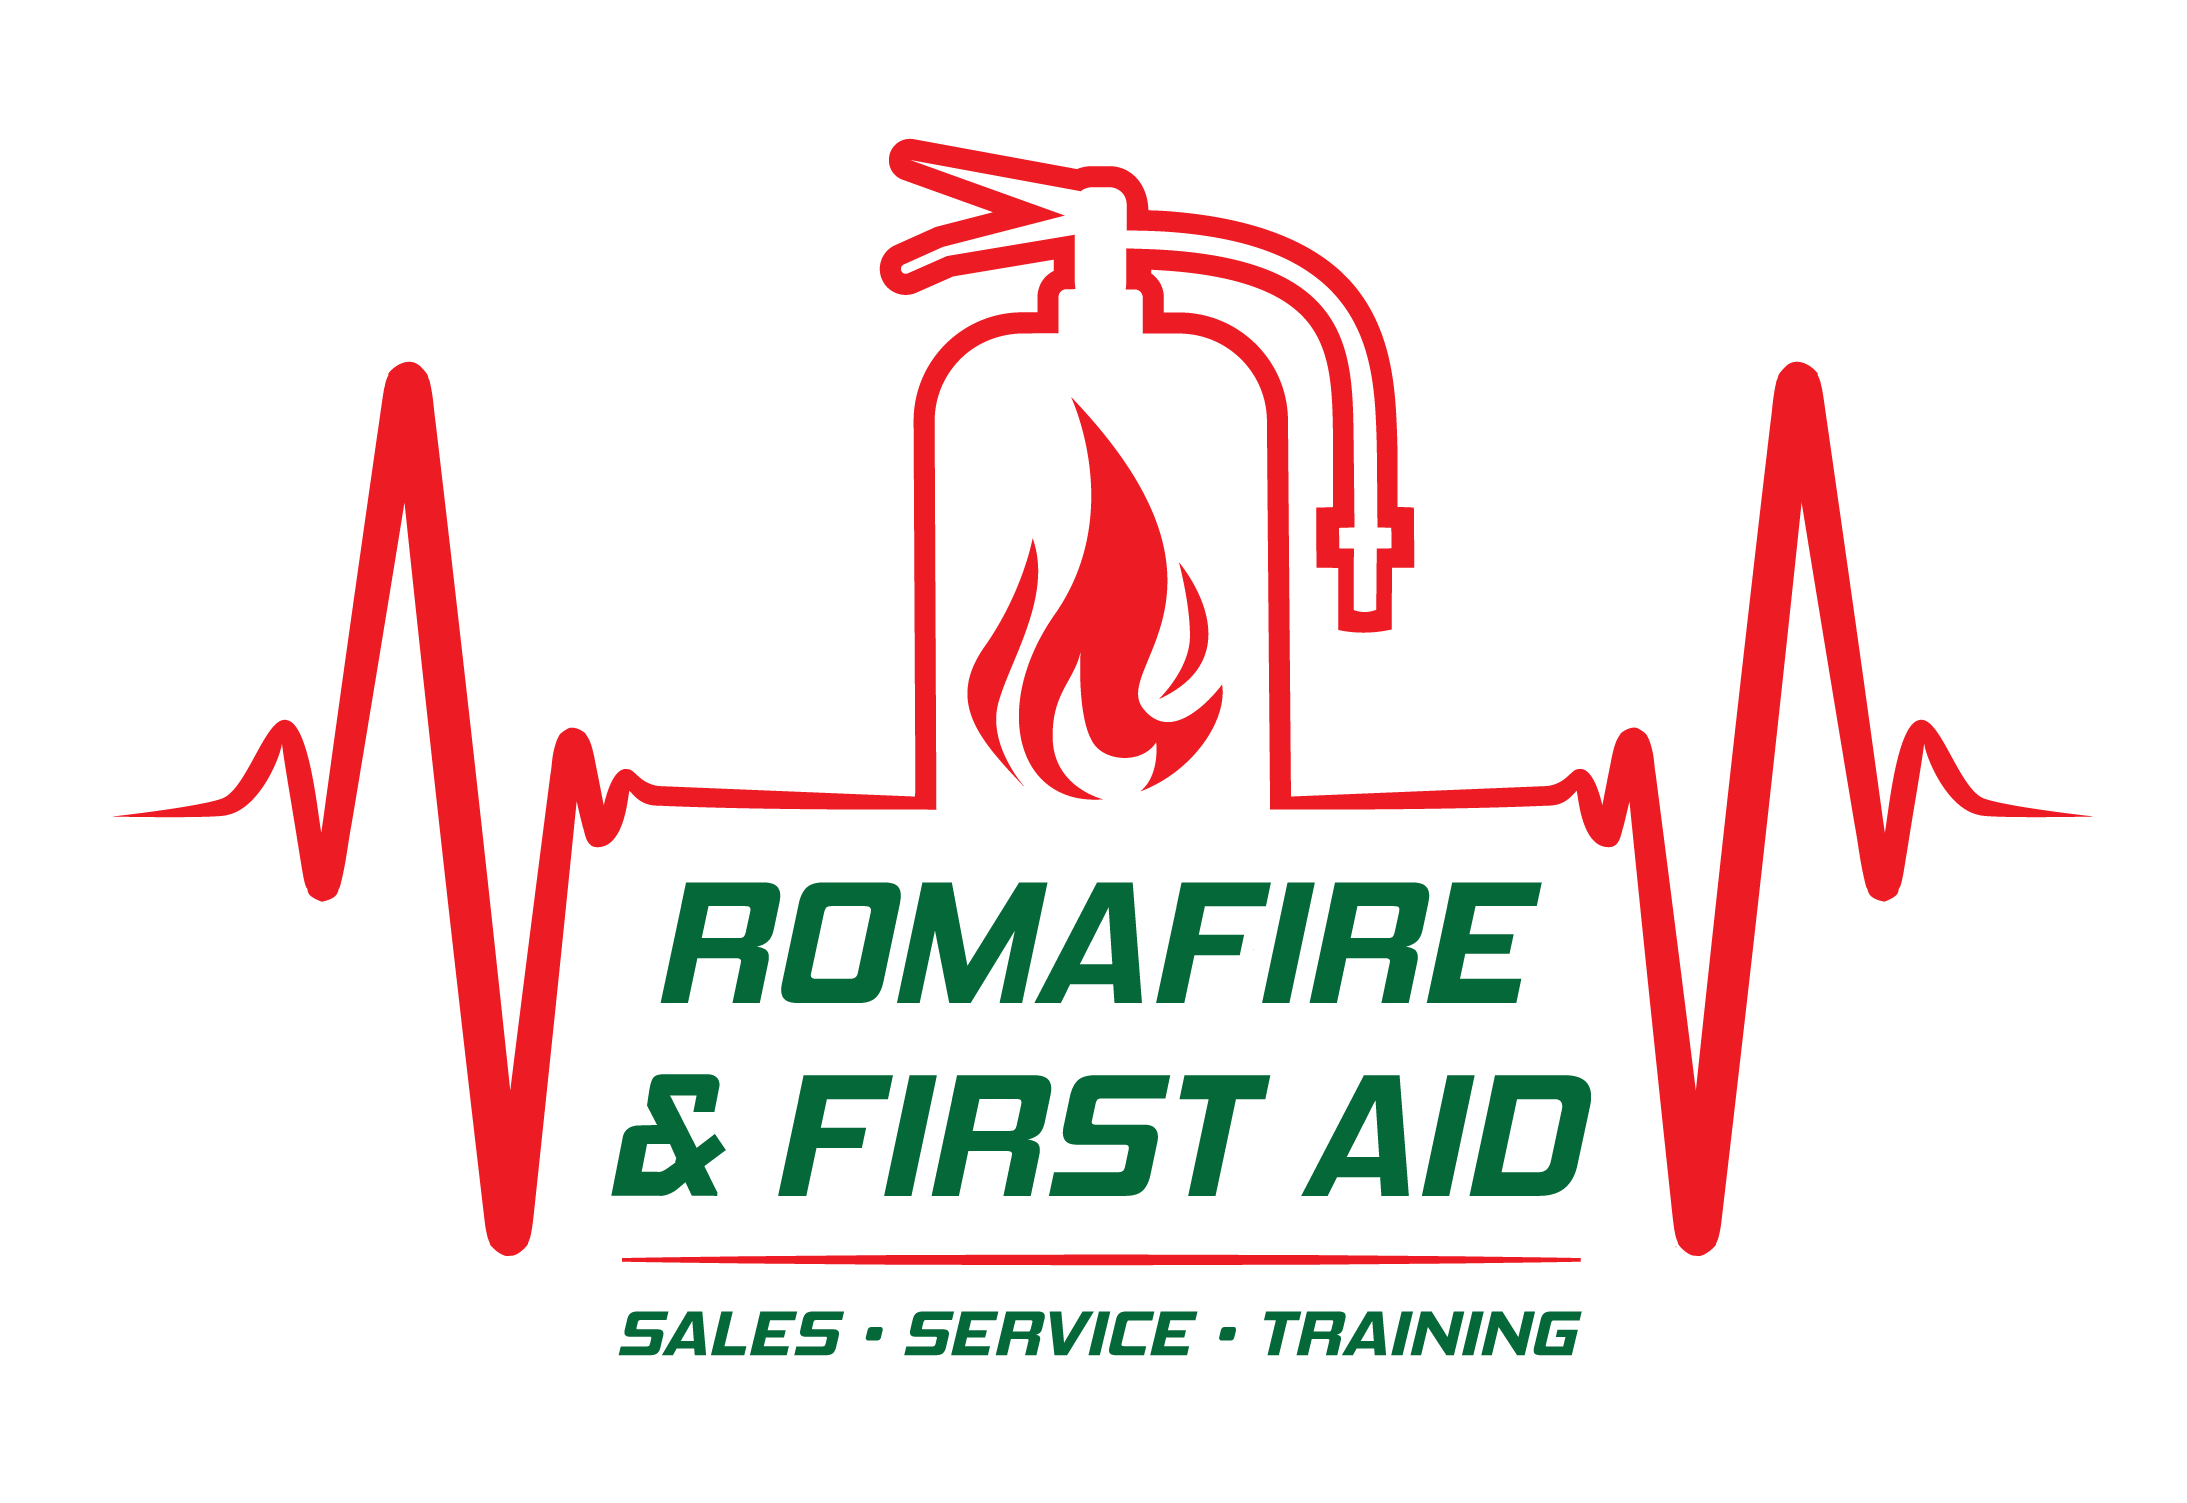 ROMAFIRE
& FIRST AID
SALES • SERVICE • TRAINING